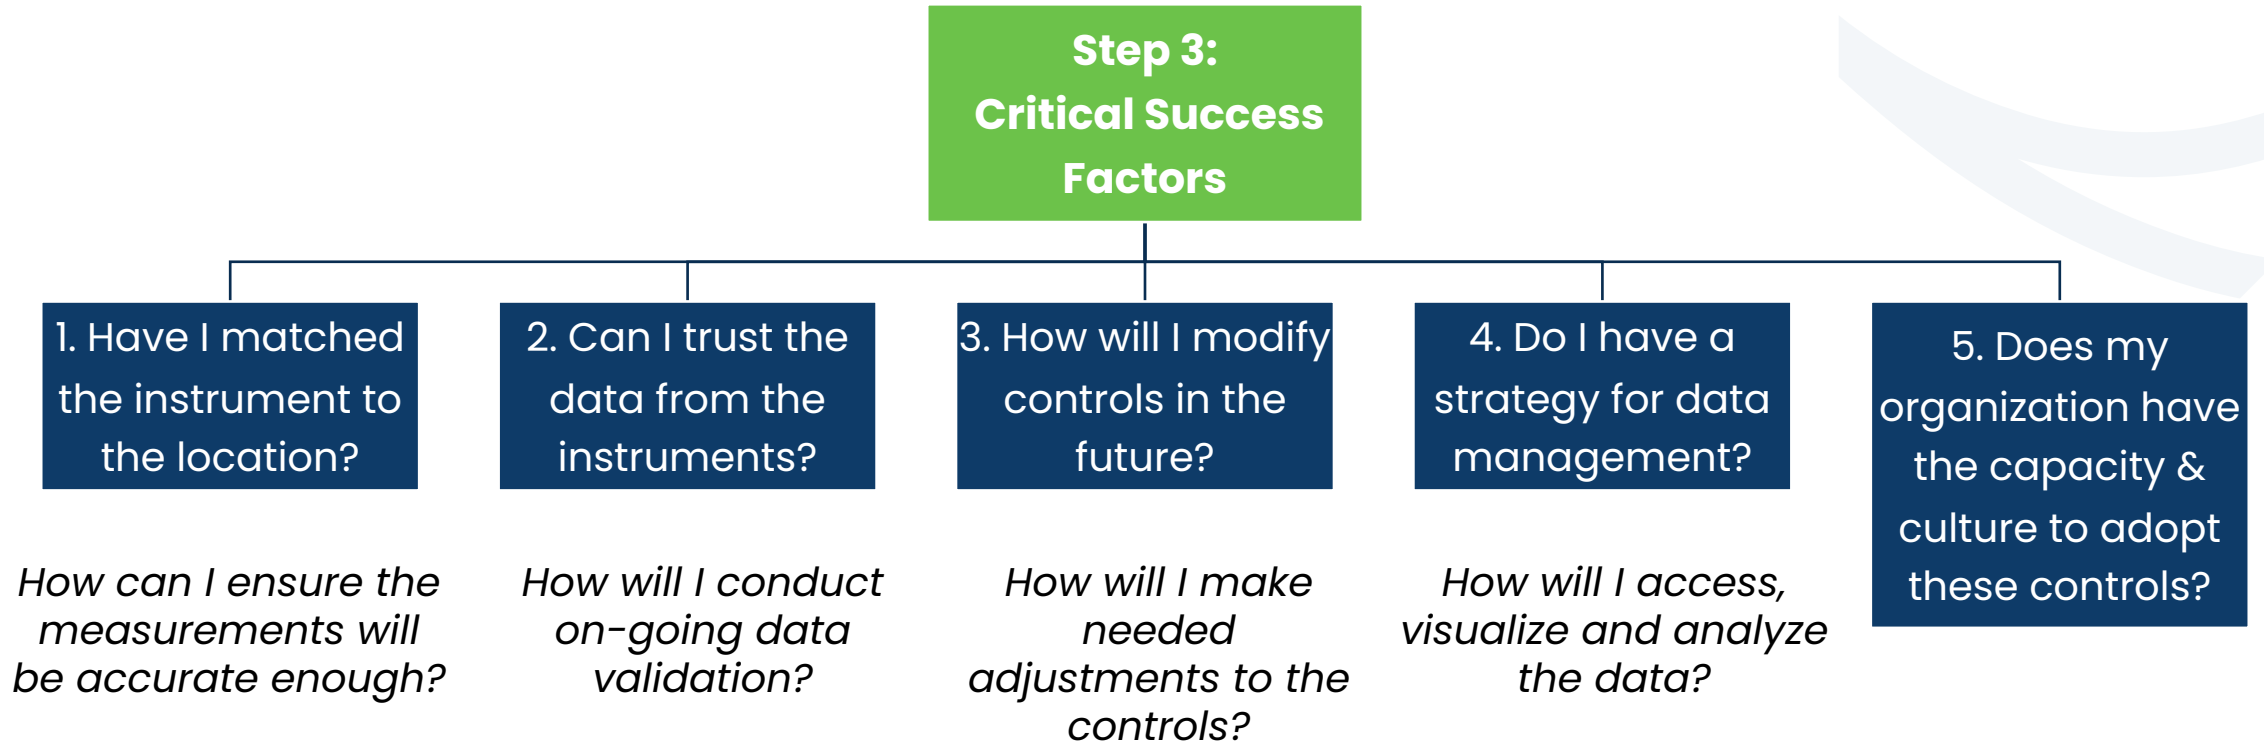 Step 3:
Critical Success
Factors
1. Have I matched
the instrument to
the location?
How can I ensure the
measurements will
be accurate enough?
2. Can I trust the
data from the
instruments?
How will I conduct
on-going data
validation?
3. How will I modify
controls in the
future?
How will I make
needed
adjustments to the
controls?
4. Do I have a
strategy for data
management?
How will I access,
visualize and analyze
the data?
5. Does my
organization have
the capacity &
culture to adopt
these controls?